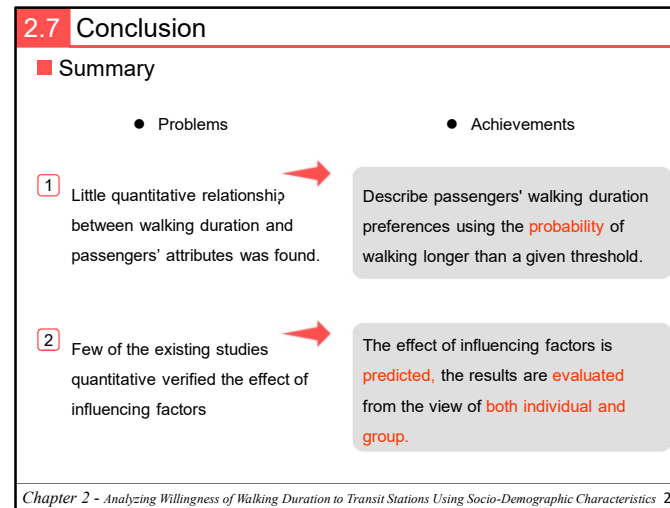 2.7 Conclusion
Summary
Problems
Achievements
1
Little quantitative relationship
between walking duration and
passengers’ attributes was found.
Describe passengers' walking duration
preferences using the probability of
walking longer than a given threshold.
2
Few of the existing studies
quantitative verified the effect of
influencing factors
The effect of influencing factors is
predicted, the results are evaluated
from the view of both individual and
group.
Chapter 2 - Analyzing Willingness of Walking Duration to Transit Stations Using Socio-Demographic Characteristics 2